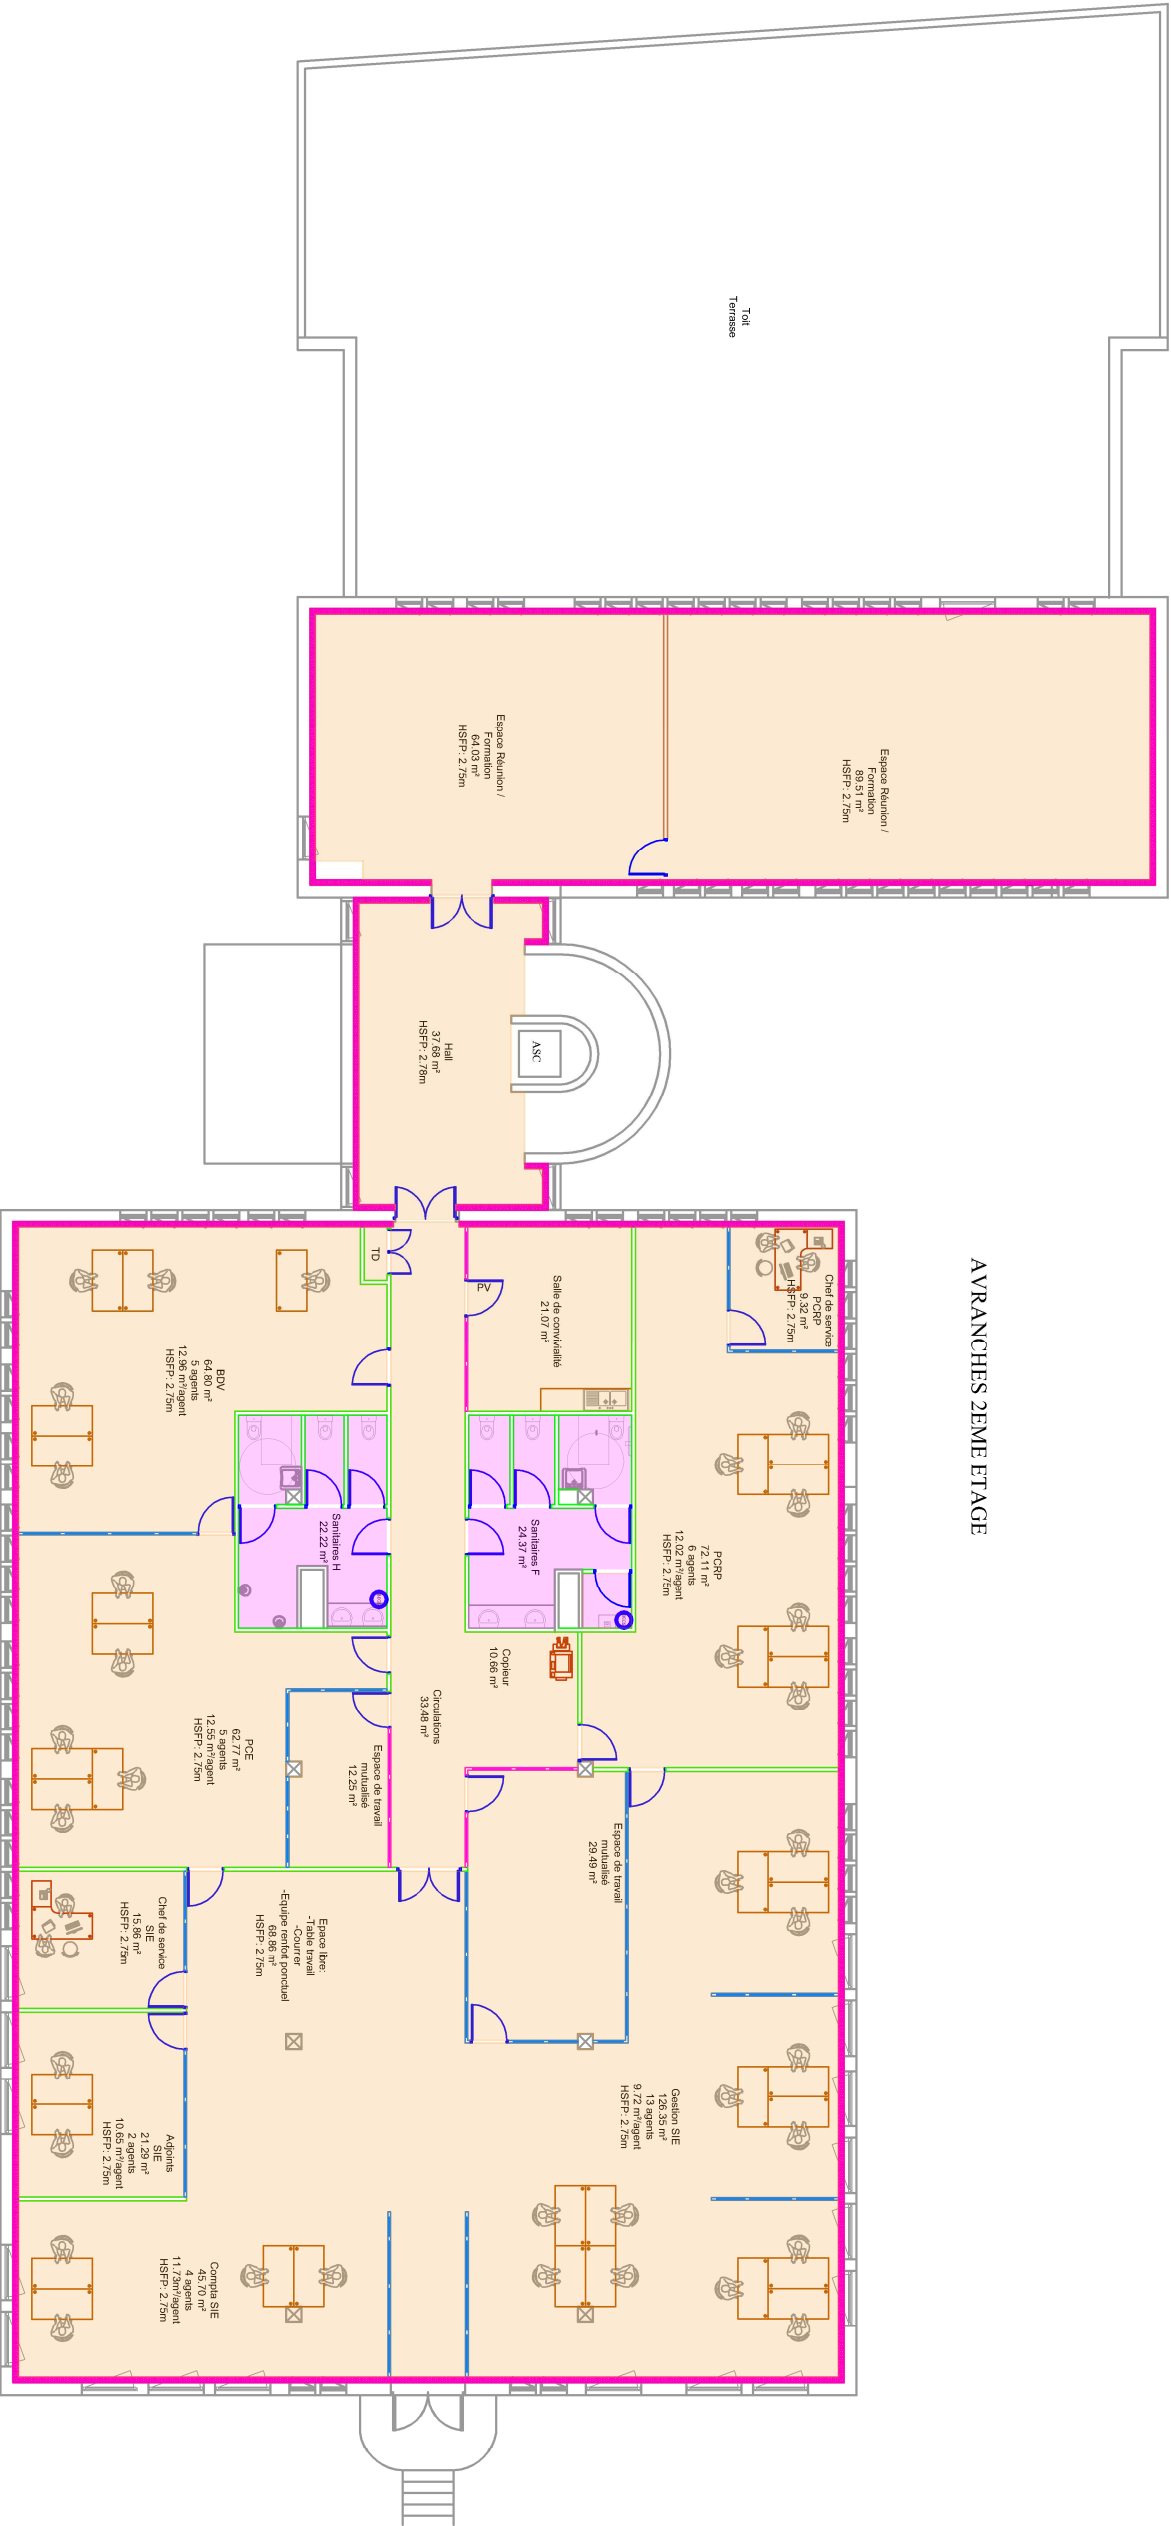 AVRANCHES 2EME ETAGE
Toit
Terrasse
Espace Réunion /
Formation
89.51 m²
HSFP: 2.75m
Espace Réunion /
Formation
64.03 m²
HSFP: 2.75m
ASC
Hall
37.68 m²
HSFP: 2.78m
Chef de service
PCRP
9.32 m²
HSFP: 2.75m
Salle de convivialité
21.07 m²
PV
TD
BDV
64.80 m²
5 agents
12.96 m²/agent
HSFP: 2.75m
PCRP
72.11 m²
6 agents
12.02 m²/agent
HSFP: 2.75m
Sanitaires F
24.37 m²
Sanitaires H
22.22 m²
Copieur
10.66 m²
Circulations
33.48 m²
Espace de travail
mutualisé
12.25 m²
PCE
62.77 m²
5 agents
12.55 m²/agent
HSFP: 2.75m
Espace de travail
mutualisé
29.49 m²
Epace libre:
-Table travail
-Courrer
-Equipe renfort ponctuel
68.86 m²
HSFP: 2.75m
Chef de service
SIE
15.86 m²
HSFP: 2.75m
Gestion SIE
126.35 m²
13 agents
9.72 m²/agent
HSFP: 2.75m
Adjoints
SIE
21.29 m²
2 agents
10.65 m²/agent
HSFP: 2.75m
Compta SIE
45.70 m²
4 agents
11.73m²/agent
HSFP: 2.75m